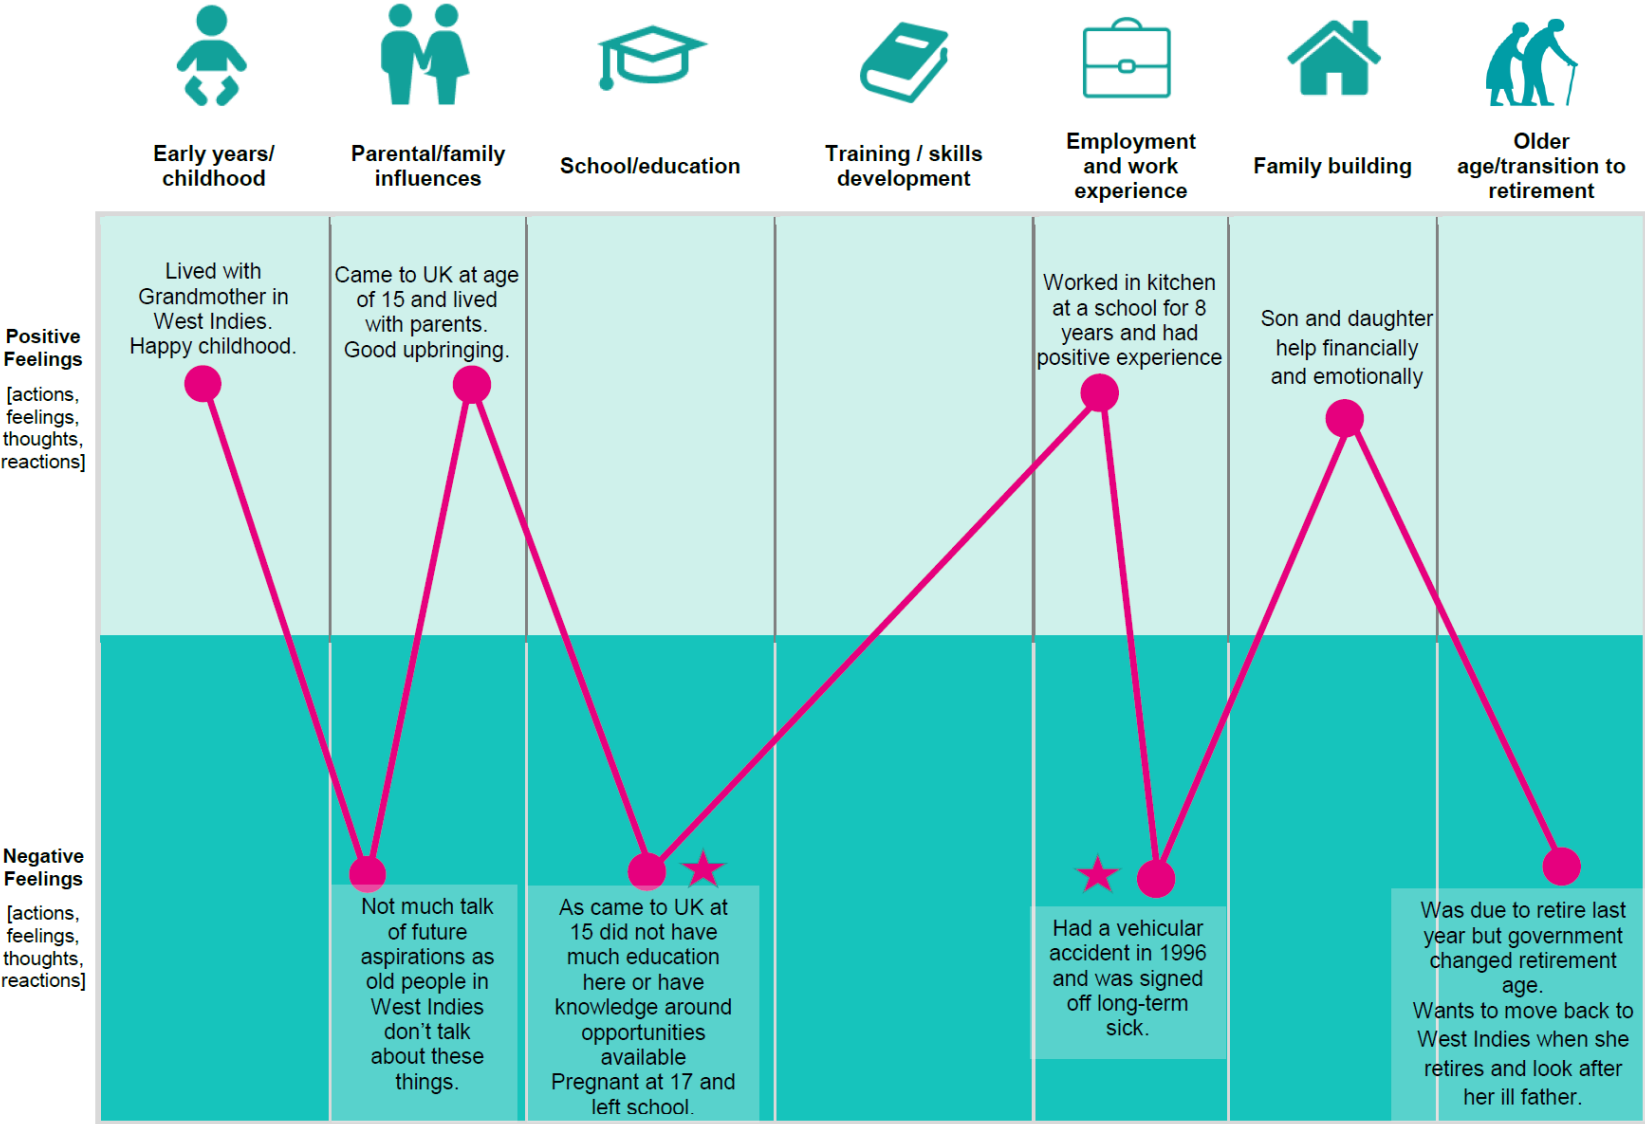 Early years/
childhood
Parental/family
influences
School/education
Training / skills
development
Employment
and work
experience
Family building
Older
age/transition to
retirement
Positive
Feelings
[actions,
feelings,
thoughts,
reactions]
Lived with
Grandmother in
West Indies.
Happy childhood.
Came to UK at age
of 15 and lived
with parents.
Good upbringing.
Worked in kitchen
at a school for 8
years and had
positive experience
Son and daughter
help financially
and emotionally
Negative
Feelings
[actions,
feelings,
thoughts,
reactions]
Not much talk
of future
aspirations as
old people in
West Indies
don’t talk
about these
things.
As came to UK at
15 did not have
much education
here or have
knowledge around
opportunities
available
Pregnant at 17 and
left school.
Had a vehicular
accident in 1996
and was signed
off long-term
sick.
Was due to retire last
year but government
changed retirement
age.
Wants to move back to
West Indies when she
retires and look after
her ill father.